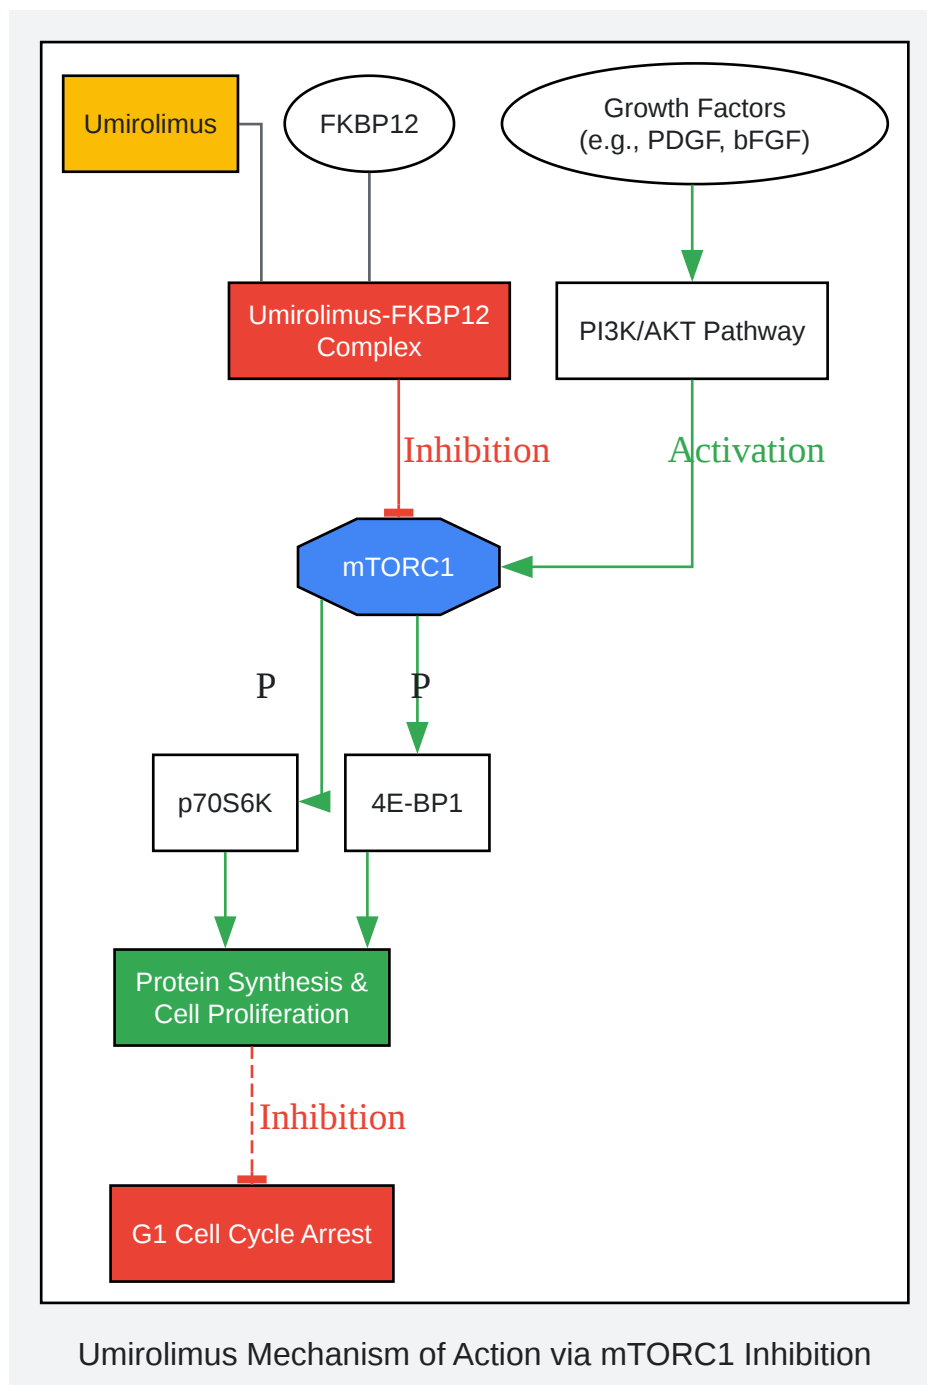 Umirolimus
FKBP12
Growth Factors
(e.g., PDGF, bFGF)
Umirolimus-FKBP12
Complex
PI3K/AKT Pathway
Inhibition
Activation
mTORC1
P
P
p70S6K
4E-BP1
Protein Synthesis &
Cell Proliferation
Inhibition
G1 Cell Cycle Arrest
Umirolimus Mechanism of Action via mTORC1 Inhibition